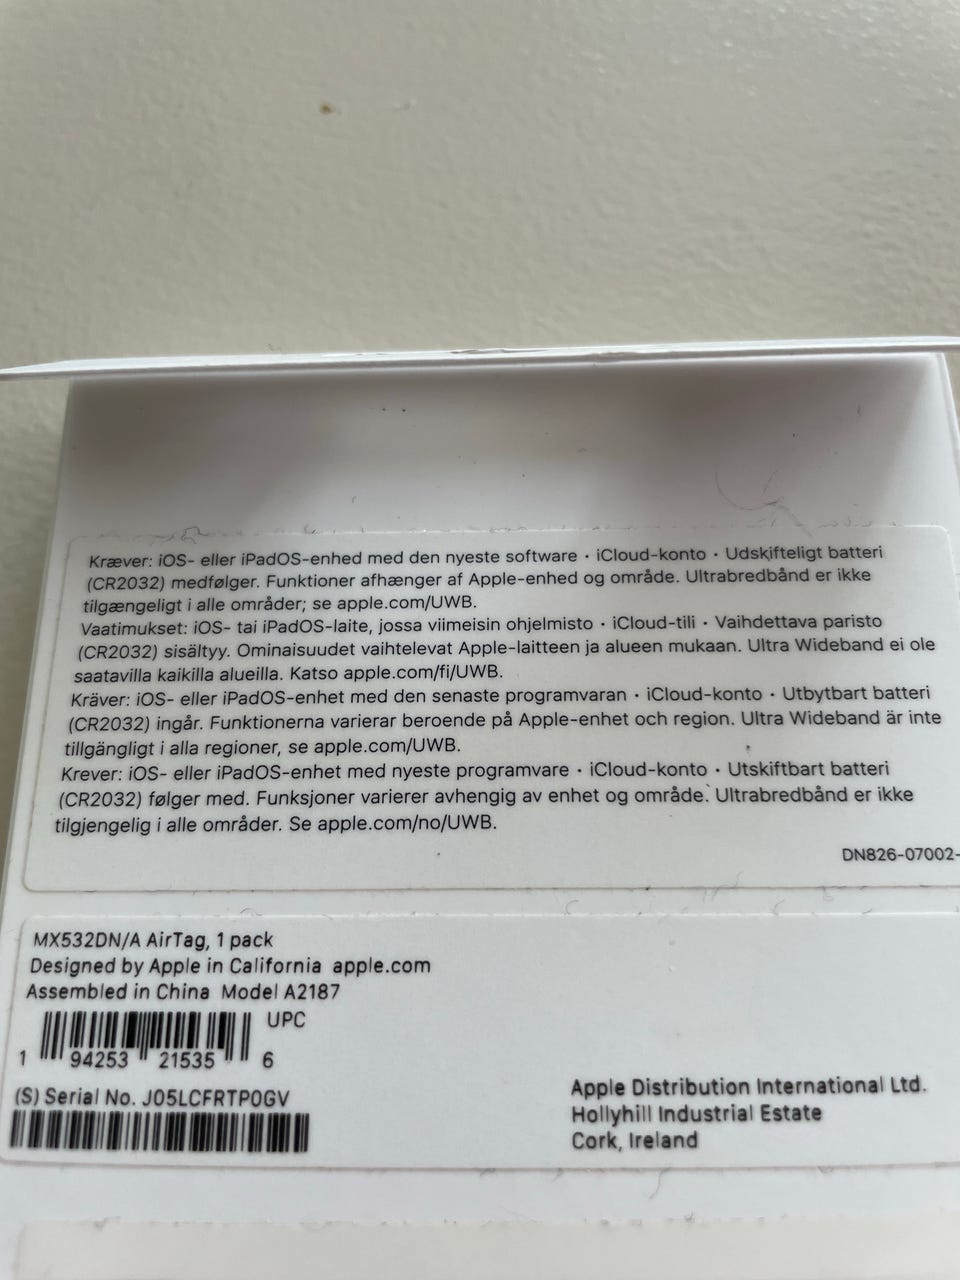 Kræver: iOS- eller iPadOS-enhed med den nyeste software · iCloud-konto · Udskifteligt batteri
(CR2032) medfølger. Funktioner afhænger af Apple-enhed og område. Ultrabredbånd er ikke
tilgængeligt i alle områder; se apple.com/UWB.
Vaatimukset: iOS- tai iPadOS-laite, jossa viimeisin ohjelmisto · iCloud-tili · Vaihdettava paristo
(CR2032) sisältyy. Ominaisuudet vaihtelevat Apple-laitteen ja alueen mukaan. Ultra Wideband ei ole
saatavilla kaikilla alueilla. Katso apple.com/fi/UWB.
Kräver: iOS- eller iPadOS-enhet med den senaste programvaran · iCloud-konto · Utbytbart batteri
(CR2032) ingår. Funktionerna varierar beroende på Apple-enhet och region. Ultra Wideband är inte
tillgängligt i alla regioner, se apple.com/UWB.
Krever: iOS- eller iPadOS-enhet med nyeste programvare · iCloud-konto · Utskiftbart batteri
(CR2032) følger med. Funksjoner varierer avhengig av enhet og område. Ultrabredbånd er ikke
tilgjengelig i alle områder. Se apple.com/no/UWB.
DN826-07002-
MX532DN/A AirTag, 1 pack
Designed by Apple in California apple.com
Assembled in China Model A2187
UPC
1 94253 21535 6
(S) Serial No. J05LCFRTP0GV
Apple Distribution International Ltd.
Hollyhill Industrial Estate
Cork, Ireland